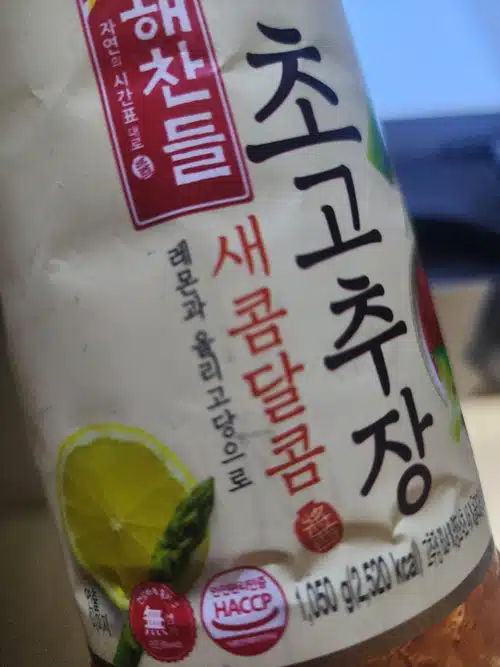 해찬들
자연의 시간표대로
초고추장
새콤달콤
레몬과 올리고당으로
無
HACCP
1,050 g(2,520 kcal)